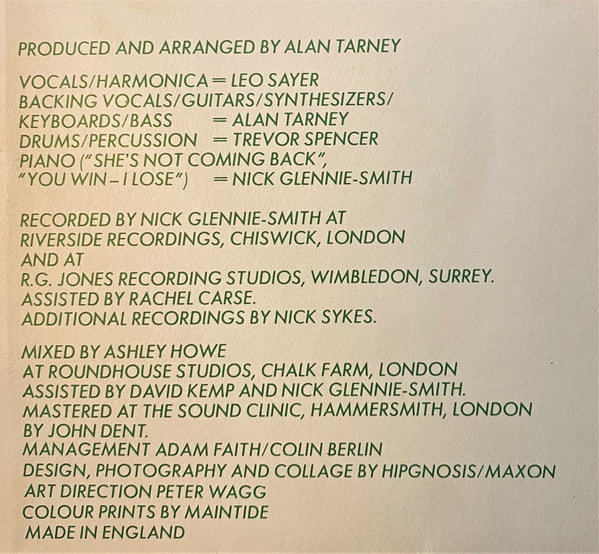 PRODUCED AND ARRANGED BY ALAN TARNEY
VOCALS/HARMONICA = LEO SAYER
BACKING VOCALS/GUITARS/SYNTHESIZERS/
KEYBOARDS/BASS = ALAN TARNEY
DRUMS/PERCUSSION = TREVOR SPENCER
PIANO ("SHE'S NOT COMING BACK",
"YOU WIN–I LOSE") = NICK GLENNIE-SMITH
RECORDED BY NICK GLENNIE-SMITH AT
RIVERSIDE RECORDINGS, CHISWICK, LONDON
AND AT
R.G. JONES RECORDING STUDIOS, WIMBLEDON, SURREY.
ASSISTED BY RACHEL CARSE.
ADDITIONAL RECORDINGS BY NICK SYKES.
MIXED BY ASHLEY HOWE
AT ROUNDHOUSE STUDIOS, CHALK FARM, LONDON
ASSISTED BY DAVID KEMP AND NICK GLENNIE-SMITH.
MASTERED AT THE SOUND CLINIC, HAMMERSMITH, LONDON
BY JOHN DENT.
MANAGEMENT ADAM FAITH/COLIN BERLIN
DESIGN, PHOTOGRAPHY AND COLLAGE BY HIPGNOSIS/MAXON
ART DIRECTION PETER WAGG
COLOUR PRINTS BY MAINTIDE
MADE IN ENGLAND